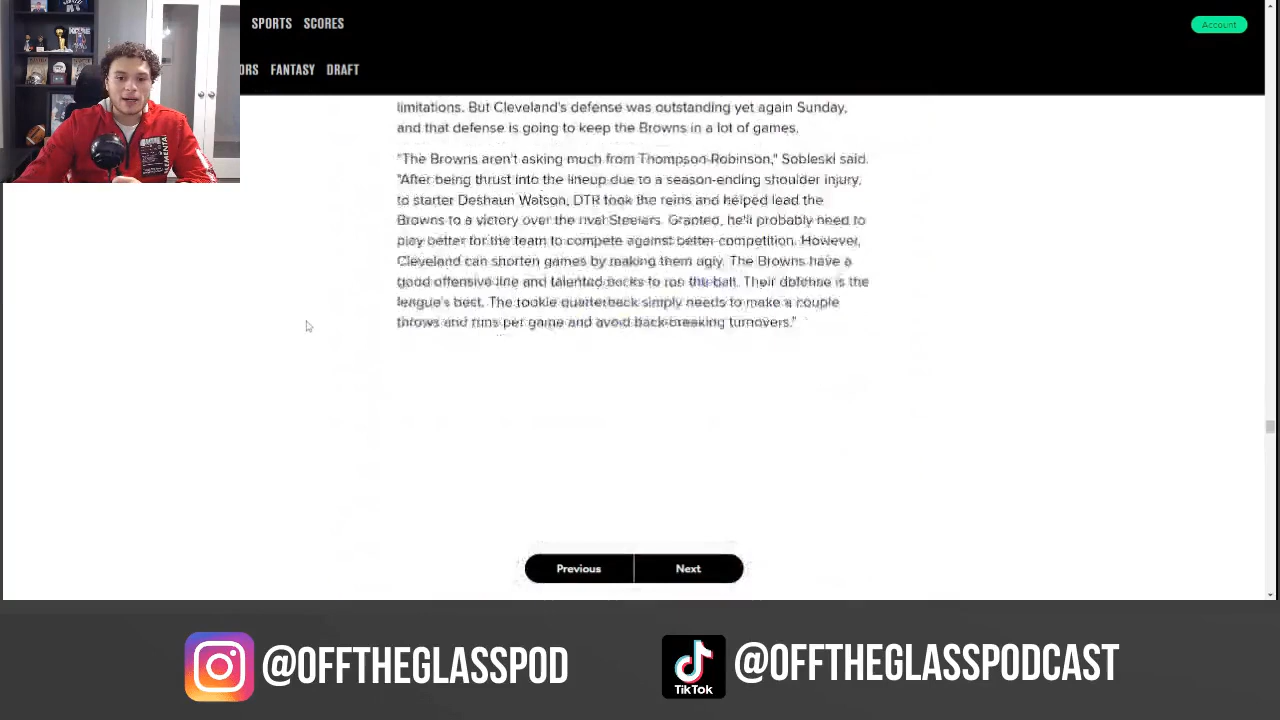 SPORTS SCORES
Account
ORS FANTASY DRAFT
limitations. But Cleveland's defense was outstanding yet again Sunday,
and that defense is going to keep the Browns in a lot of games.
"The Browns aren't asking much from Thompson-Robinson," Sobleski said.
"After being thrust into the lineup due to a season-ending shoulder injury,
to starter Deshaun Watson, DTR took the reins and helped lead the
Browns to a victory over the rival Steelers. Granted, he'll probably need to
play better for the team to compete against better competition. However,
Cleveland can shorten games by making them ugly. The Browns have a
good offensive line and talented backs to run the ball. Their defense is the
league's best. The rookie quarterback simply needs to make a couple
throws and runs per game and avoid back-breaking turnovers."
Previous Next
@OFFTHEGLASSPOD
TikTok
@OFFTHEGLASSPODCAST